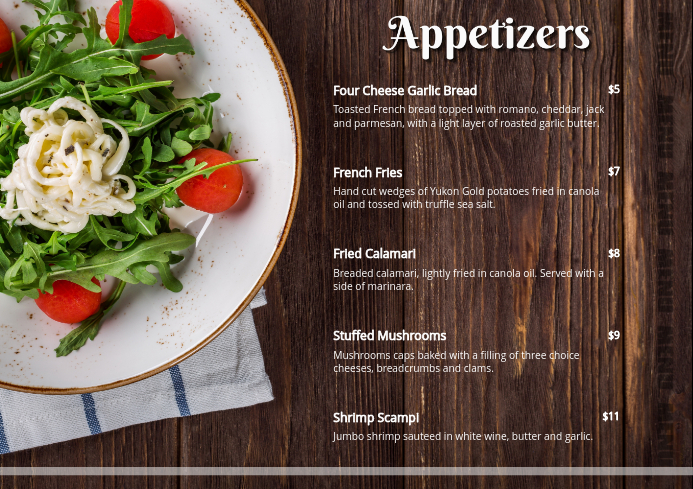 Appetizers
Four Cheese Garlic Bread $5
Toasted French bread topped with romano, cheddar, jack
and parmesan, with a light layer of roasted garlic butter.
French Fries $7
Hand cut wedges of Yukon Gold potatoes fried in canola
oil and tossed with truffle sea salt.
Fried Calamari $8
Breaded calamari, lightly fried in canola oil. Served with a
side of marinara.
Stuffed Mushrooms $9
Mushrooms caps baked with a filling of three choice
cheeses, breadcrumbs and clams.
Shrimp Scampi $11
Jumbo shrimp sauteed in white wine, butter and garlic.